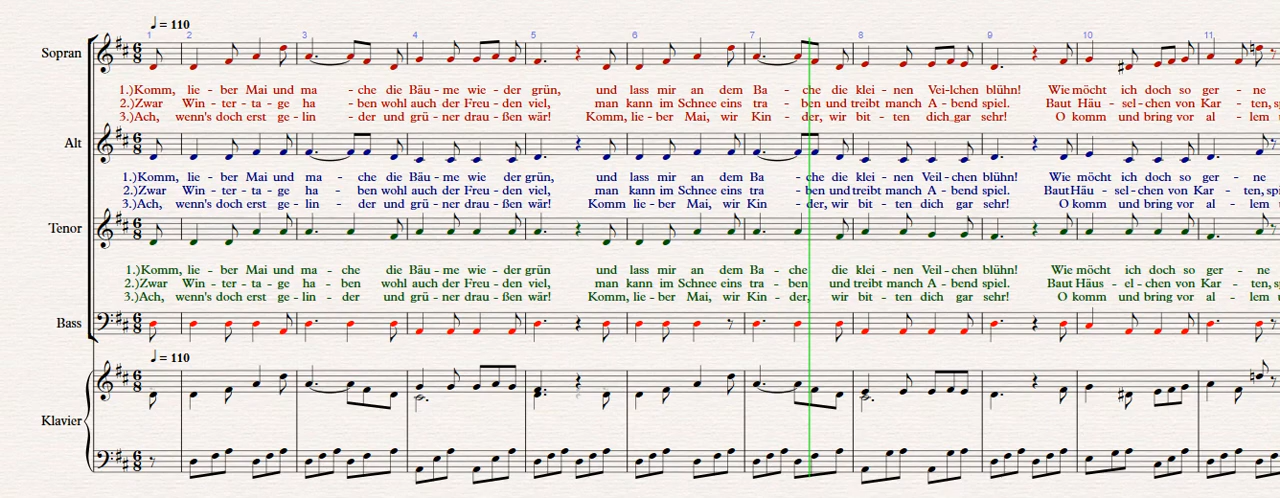 ♩ = 110
1 2 3 4 5 6 7 8 9 10 11
Sopran
1.)Komm, lie - ber Mai und ma - che die Bäu - me wie - der grün, und lass mir an dem Ba - che die klei - nen Vei-lchen blühn! Wie möcht ich doch so ger - ne
2.)Zwar Win - ter - ta - ge ha - ben wohl auch der Freu - den viel, man kann im Schnee eins tra - ben und treibt manch A - bend spiel. Baut Häu - sel - chen von Kar - ten, s
3.)Ach, wenn's doch erst ge - lin - der und grü - ner drau - ßen wär! Komm, lie - ber Mai, wir Kin - der, wir bit - ten dich gar sehr! O komm und bring vor al - lem
Alt
1.)Komm, lie - ber Mai und ma - che die Bäu - me wie der grün, und lass mir an dem Ba - che die klei - nen Veil - chen blühn! Wie möcht ich doch so ger - ne
2.)Zwar Win - ter - ta - ge ha - ben wohl auch der Freu - den viel, man kann im Schnee eins tra - ben und treibt manch A - bend spiel. Baut Häu - sel - chen von Kar - ten, sp
3.)Ach, wenn's doch erst ge - lin - der und grü - ner drau - ßen wär! Komm lie - ber Mai, wir Kin - der, wir bit - ten dich gar sehr! O komm und bring vor al - lem
Tenor
1.)Komm, lie - ber Mai und ma - che die Bäu - me wie - der grün und lass mir an dem Ba - che die klei - nen Veil - chen blühn! Wie möcht ich doch so ger - ne
2.)Zwar Win - ter - ta - ge ha - ben wohl auch der Freu - den viel, man kann im Schnee eins tra - ben und treibt manch A - bend spiel. Baut Häus - el - chen von Kar - ten, s
3.)Ach, wenn's doch erst ge - lin - der und grü - ner drau - ßen wär! Komm, lie - ber Mai, wir Kin - der, wir bit - ten dich gar sehr! O komm und bring vor al - lem
Bass
♩ = 110
Klavier